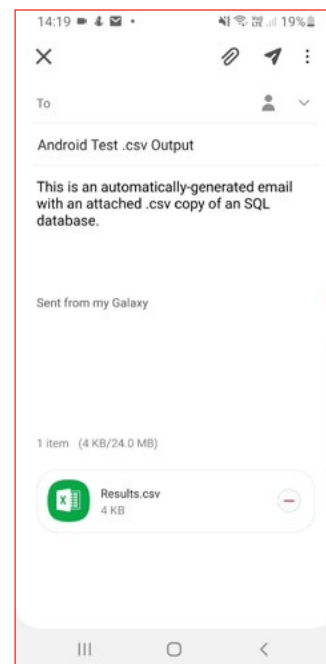 14:19 19%
To
Android Test .csv Output
This is an automatically-generated email
with an attached .csv copy of an SQL
database.
Sent from my Galaxy
1 item (4 KB/24.0 MB)
Results.csv
4 KB